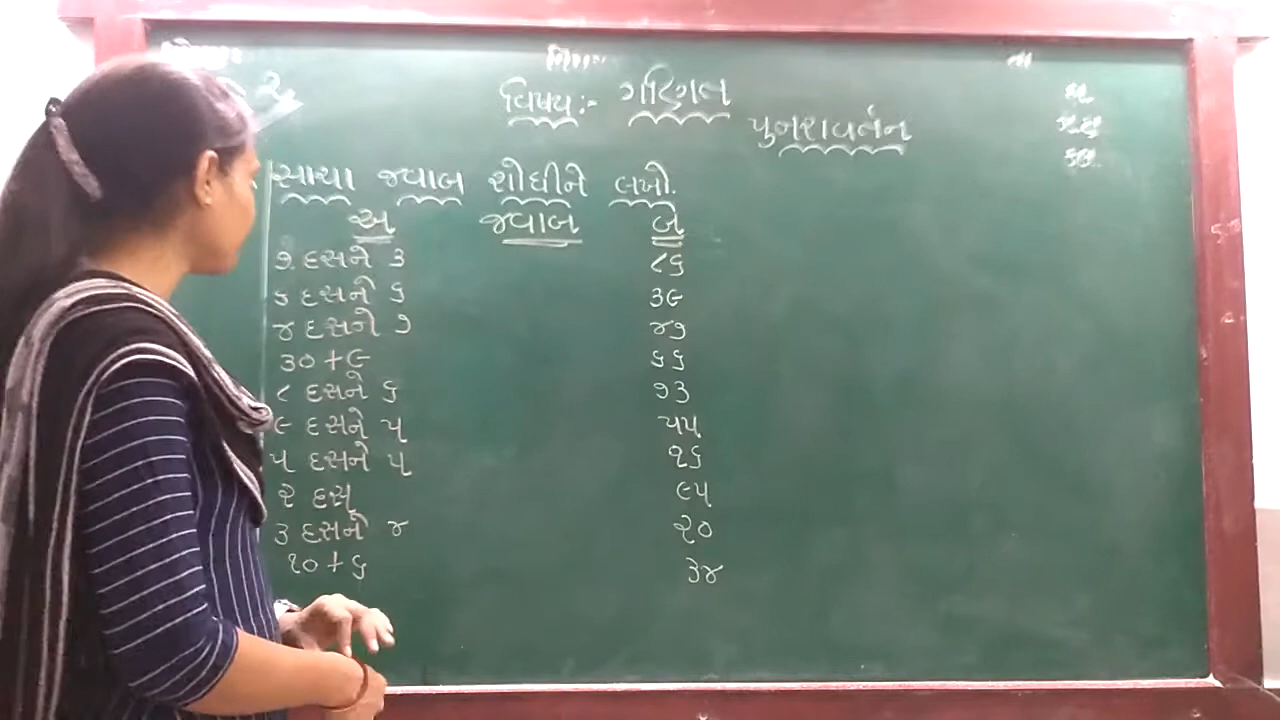 ૨
વિષય :- ગણિત
પુનરાવર્તન
સાચા જવાબ શોધીને લખો.
અ જવાબ બ
૭ દસને ૩ ૮૬
૬ દસને ૬ ૩૯
૪ દસને ૭ ૪૭
૩૦ + ૯ ૬૬
૮ દસને ૬ ૭૩
૯ દસને ૫ ૫૫
૫ દસને ૫ ૧૬
૨ દસ ૯૫
૩ દસને ૪ ૨૦
૧૦ + ૬ ૩૪